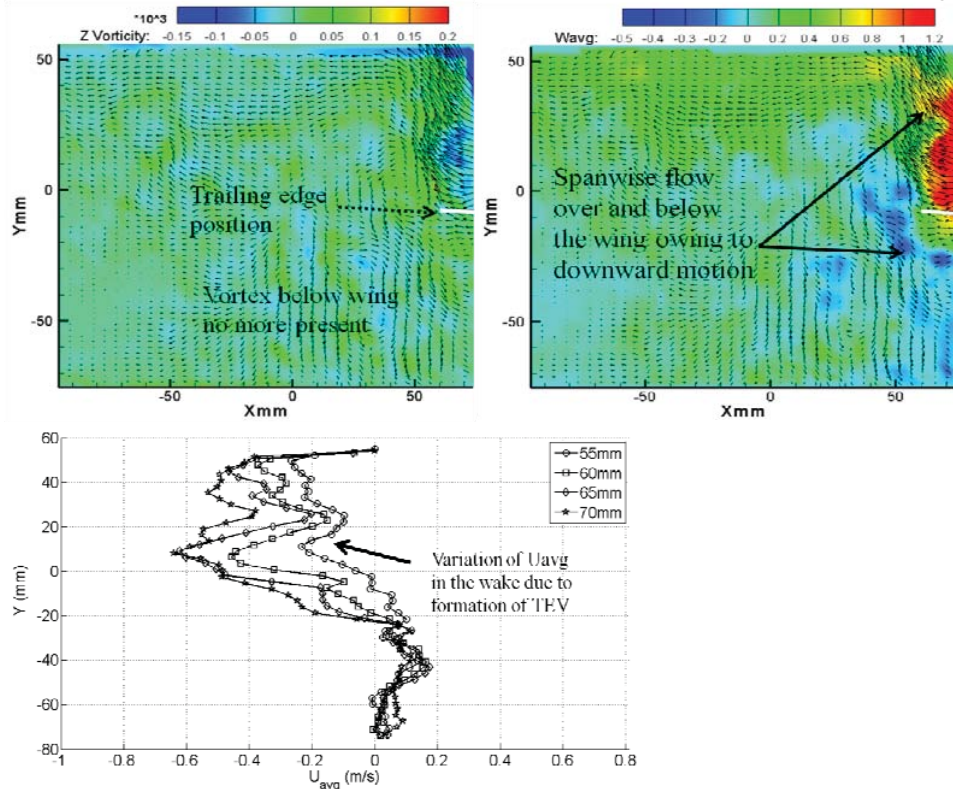 *10^3
Z Vorticity: -0.15 -0.1 -0.05 0 0.05 0.1 0.15 0.2
Wavg: -0.5 -0.4 -0.2 0 0.2 0.4 0.6 0.8 1 1.2
50
0
-50
Ymm
Trailing edge
position
Vortex below wing
no more present
-50 0 50
Xmm
50
0
-50
Ymm
Spanwise flow
over and below
the wing owing to
downward motion
-50 0 50
Xmm
60
40
20
0
-20
-40
-60
-80
Y (mm)
55mm
60mm
65mm
70mm
Variation of Uavg
in the wake due to
formation of TEV
-1 -0.8 -0.6 -0.4 -0.2 0 0.2 0.4 0.6 0.8
Uavg (m/s)